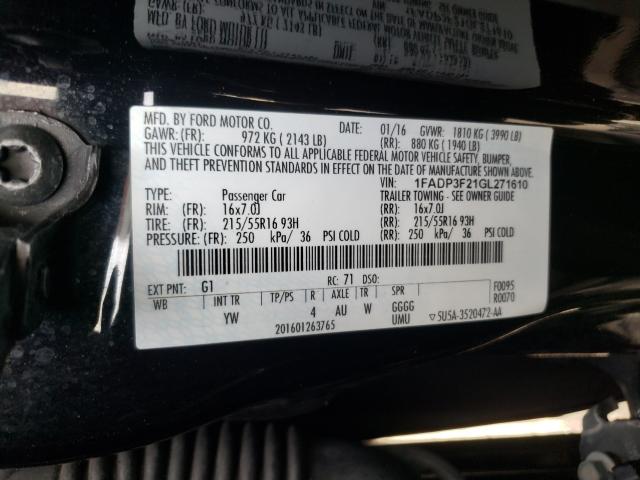 MFD. BY FORD MOTOR CO. DATE: 01/16 GVWR: 1810 KG ( 3990 LB)
GAWR: (FR): 972 KG ( 2143 LB) (RR): 880 KG ( 1940 LB)
THIS VEHICLE CONFORMS TO ALL APPLICABLE FEDERAL MOTOR VEHICLE SAFETY, BUMPER,
AND THEFT PREVENTION STANDARDS IN EFFECT ON THE DATE OF MANUFACTURE SHOWN ABOVE.
VIN: 1FADP3F21GL271610
TYPE: Passenger Car TRAILER TOWING - SEE OWNER GUIDE
RIM: (FR): 16x7.0J (RR): 16x7.0J
TIRE: (FR): 215/55R16 93H (RR): 215/55R16 93H
PRESSURE: (FR): 250 kPa/ 36 PSI COLD (RR): 250 kPa/ 36 PSI COLD
EXT PNT: G1 RC: 71 DSO: F0095
WB INT TR TP/PS R AXLE TR SPR R0070
YW 4 AU W GGGG
201601263765 UMU ▽5U5A-3520472-AA